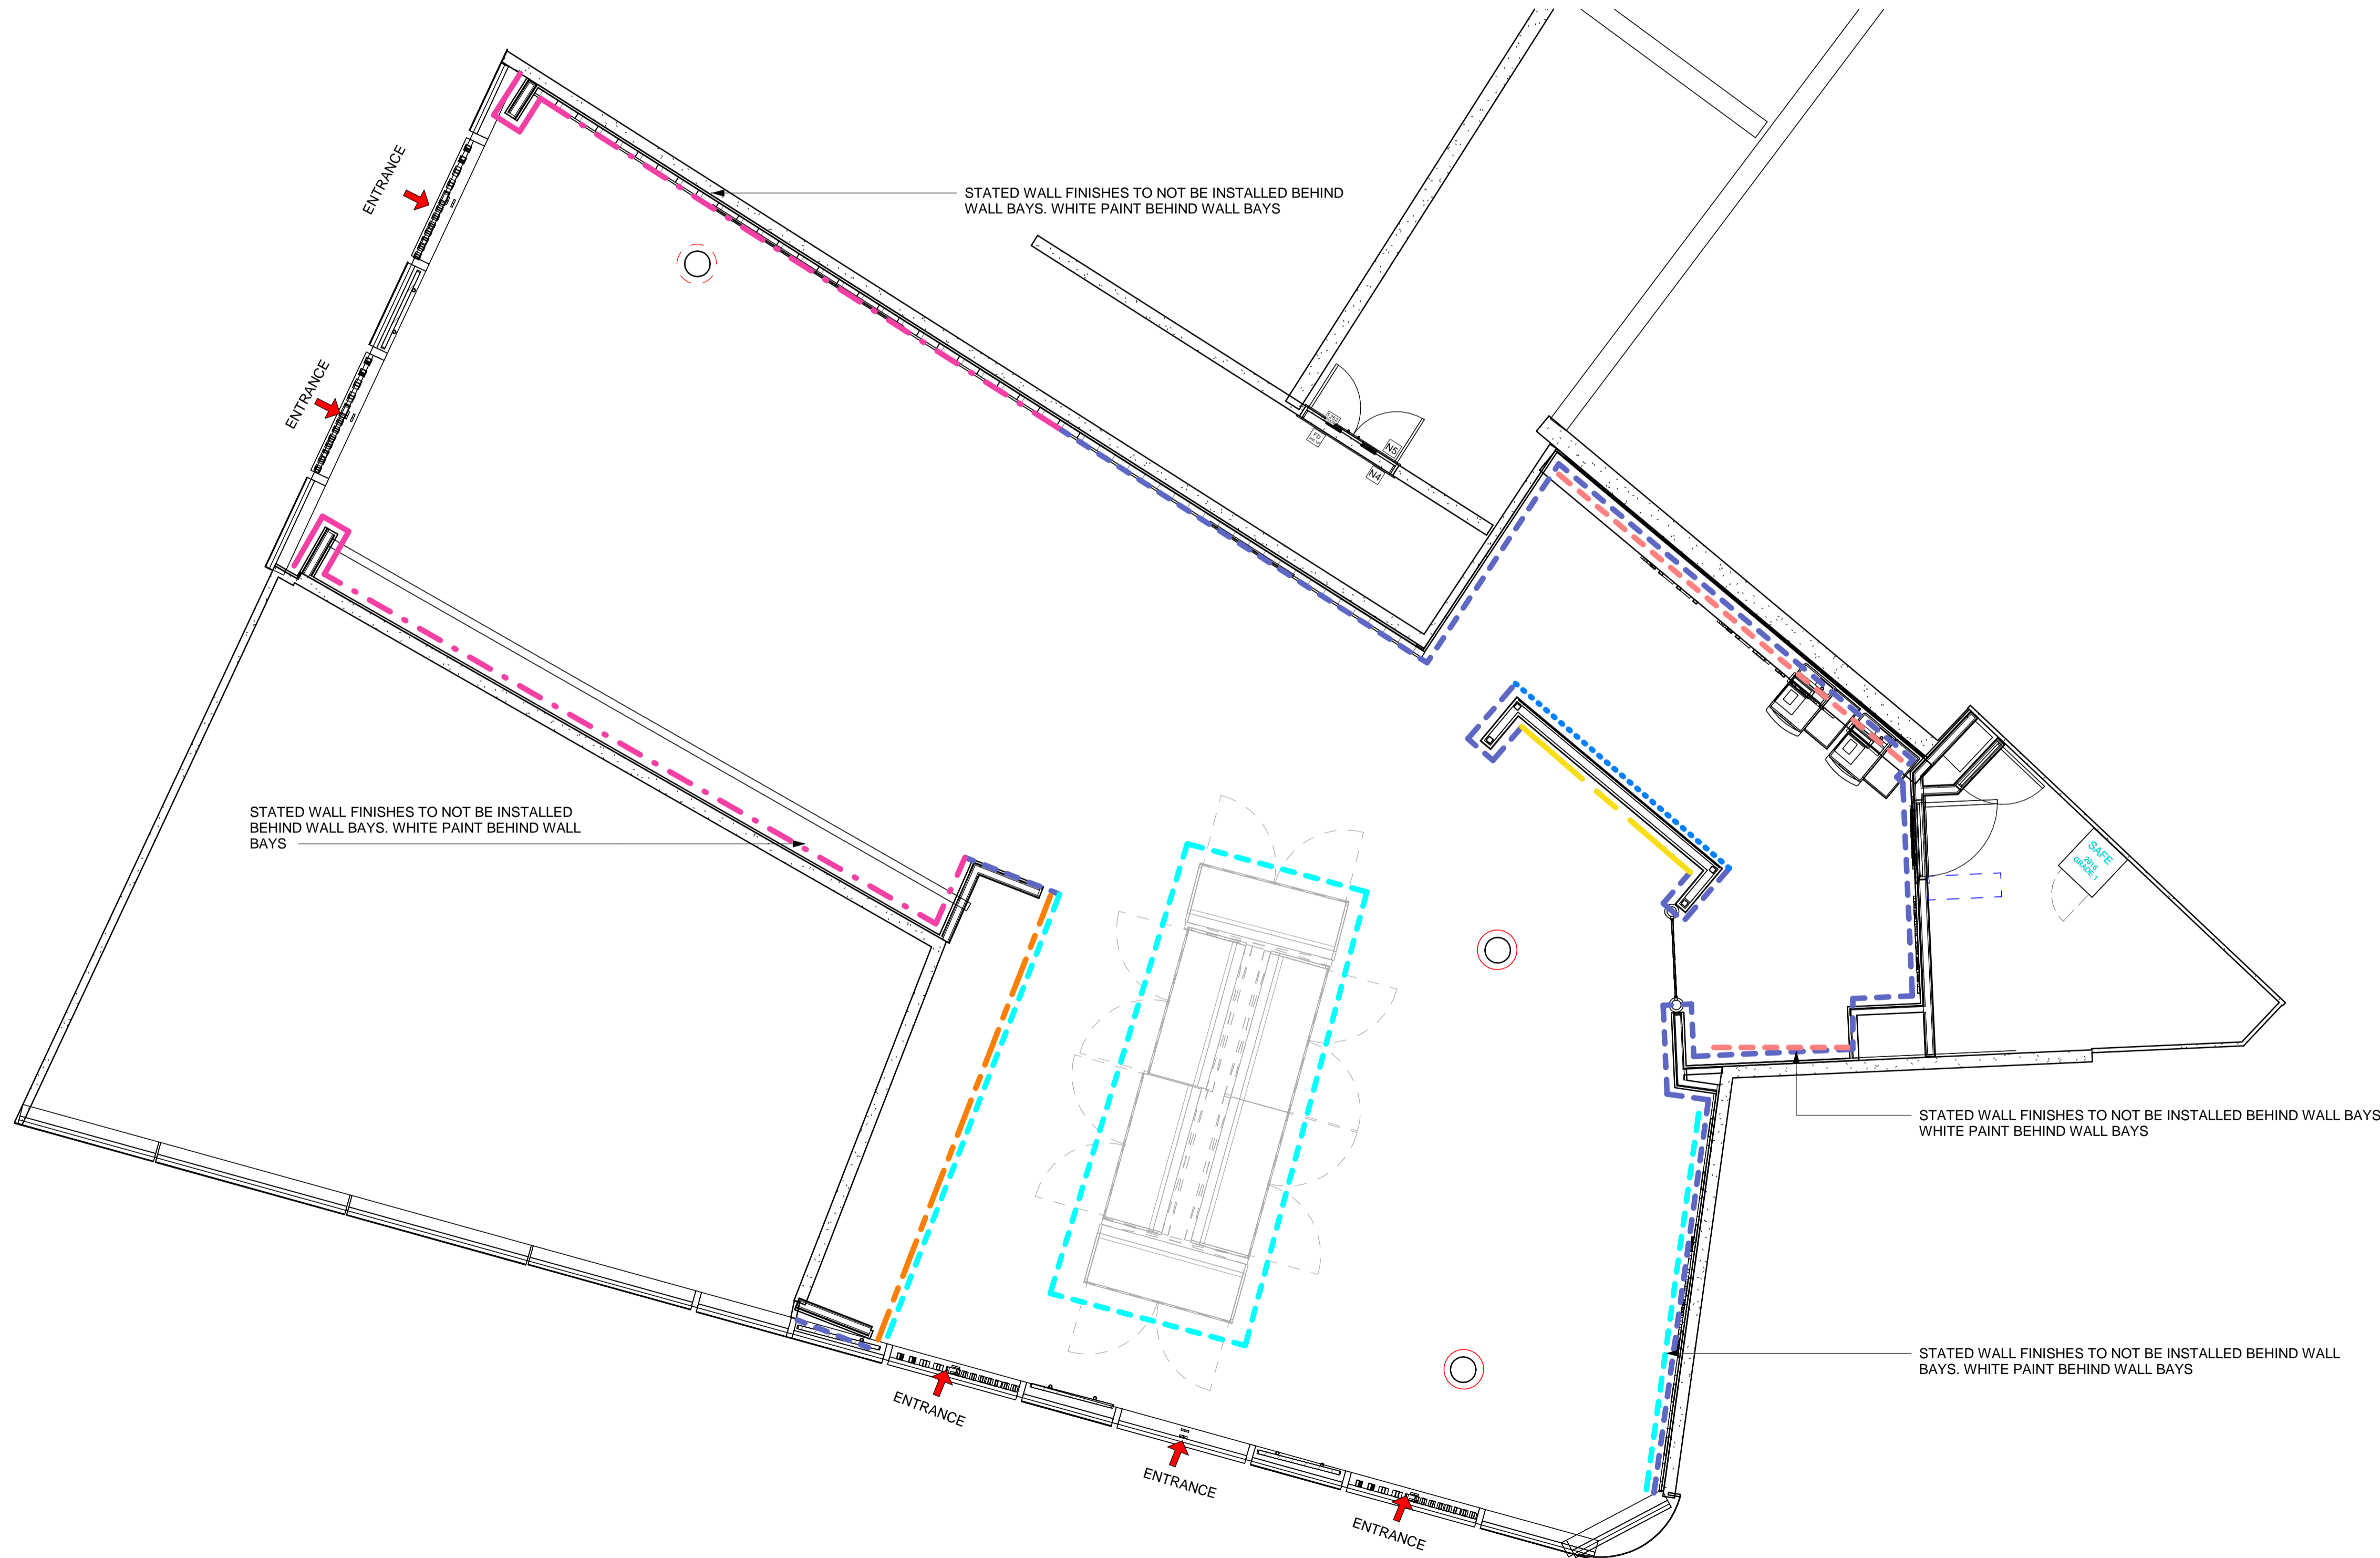 ENTRANCE
STATED WALL FINISHES TO NOT BE INSTALLED BEHIND
WALL BAYS. WHITE PAINT BEHIND WALL BAYS
ENTRANCE
N5
N4
STATED WALL FINISHES TO NOT BE INSTALLED
BEHIND WALL BAYS. WHITE PAINT BEHIND WALL
BAYS
SAFE
2916
GRADE 1
STATED WALL FINISHES TO NOT BE INSTALLED BEHIND WALL BAYS
WHITE PAINT BEHIND WALL BAYS
STATED WALL FINISHES TO NOT BE INSTALLED BEHIND WALL
BAYS. WHITE PAINT BEHIND WALL BAYS
ENTRANCE
ENTRANCE
ENTRANCE